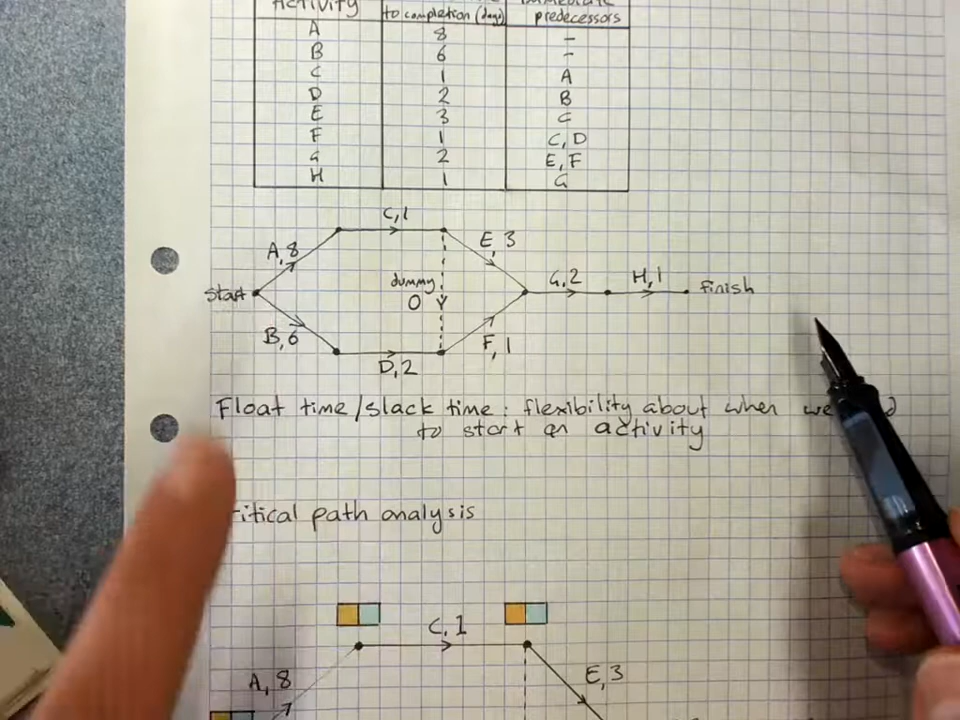 Activity to completion (days) predecessors
A 8 -
B 6 -
C 1 A
D 2 B
E 3 C
F 1 C, D
G 2 E, F
H 1 G
C, 1
A, 8 E, 3
dummy G, 2 H, 1
start 0 finish
B, 6 F, 1
D, 2
Float time/slack time: flexibility about when we
to start an activity
critical path analysis
C, 1
A, 8 E, 3